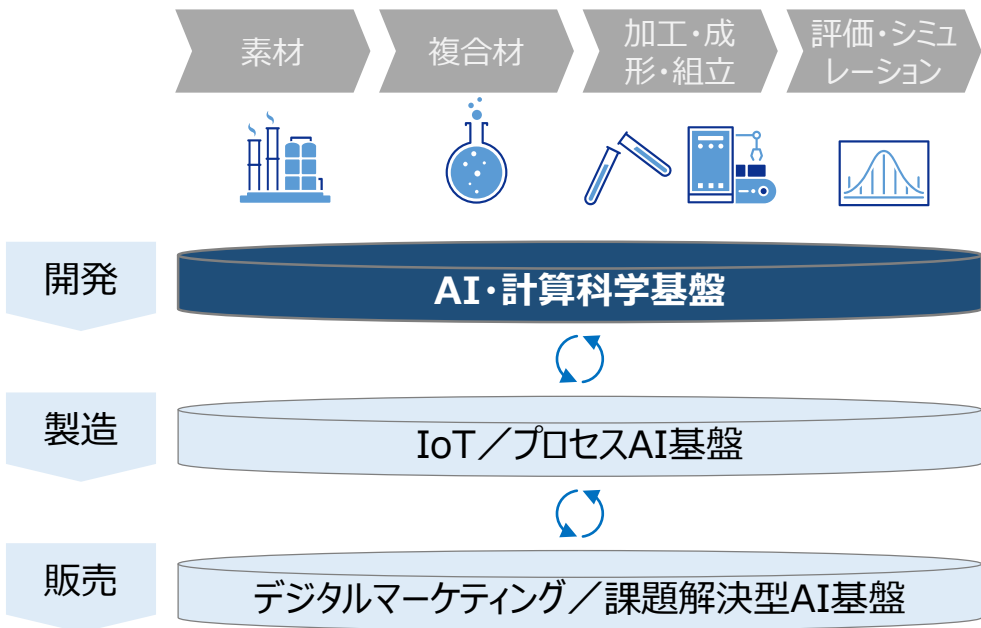 素材
複合材
加工・成
形・組立
評価・シミュ
レーション
開発
AI・計算科学基盤
製造
IoT／プロセスAI基盤
販売
デジタルマーケティング／課題解決型AI基盤